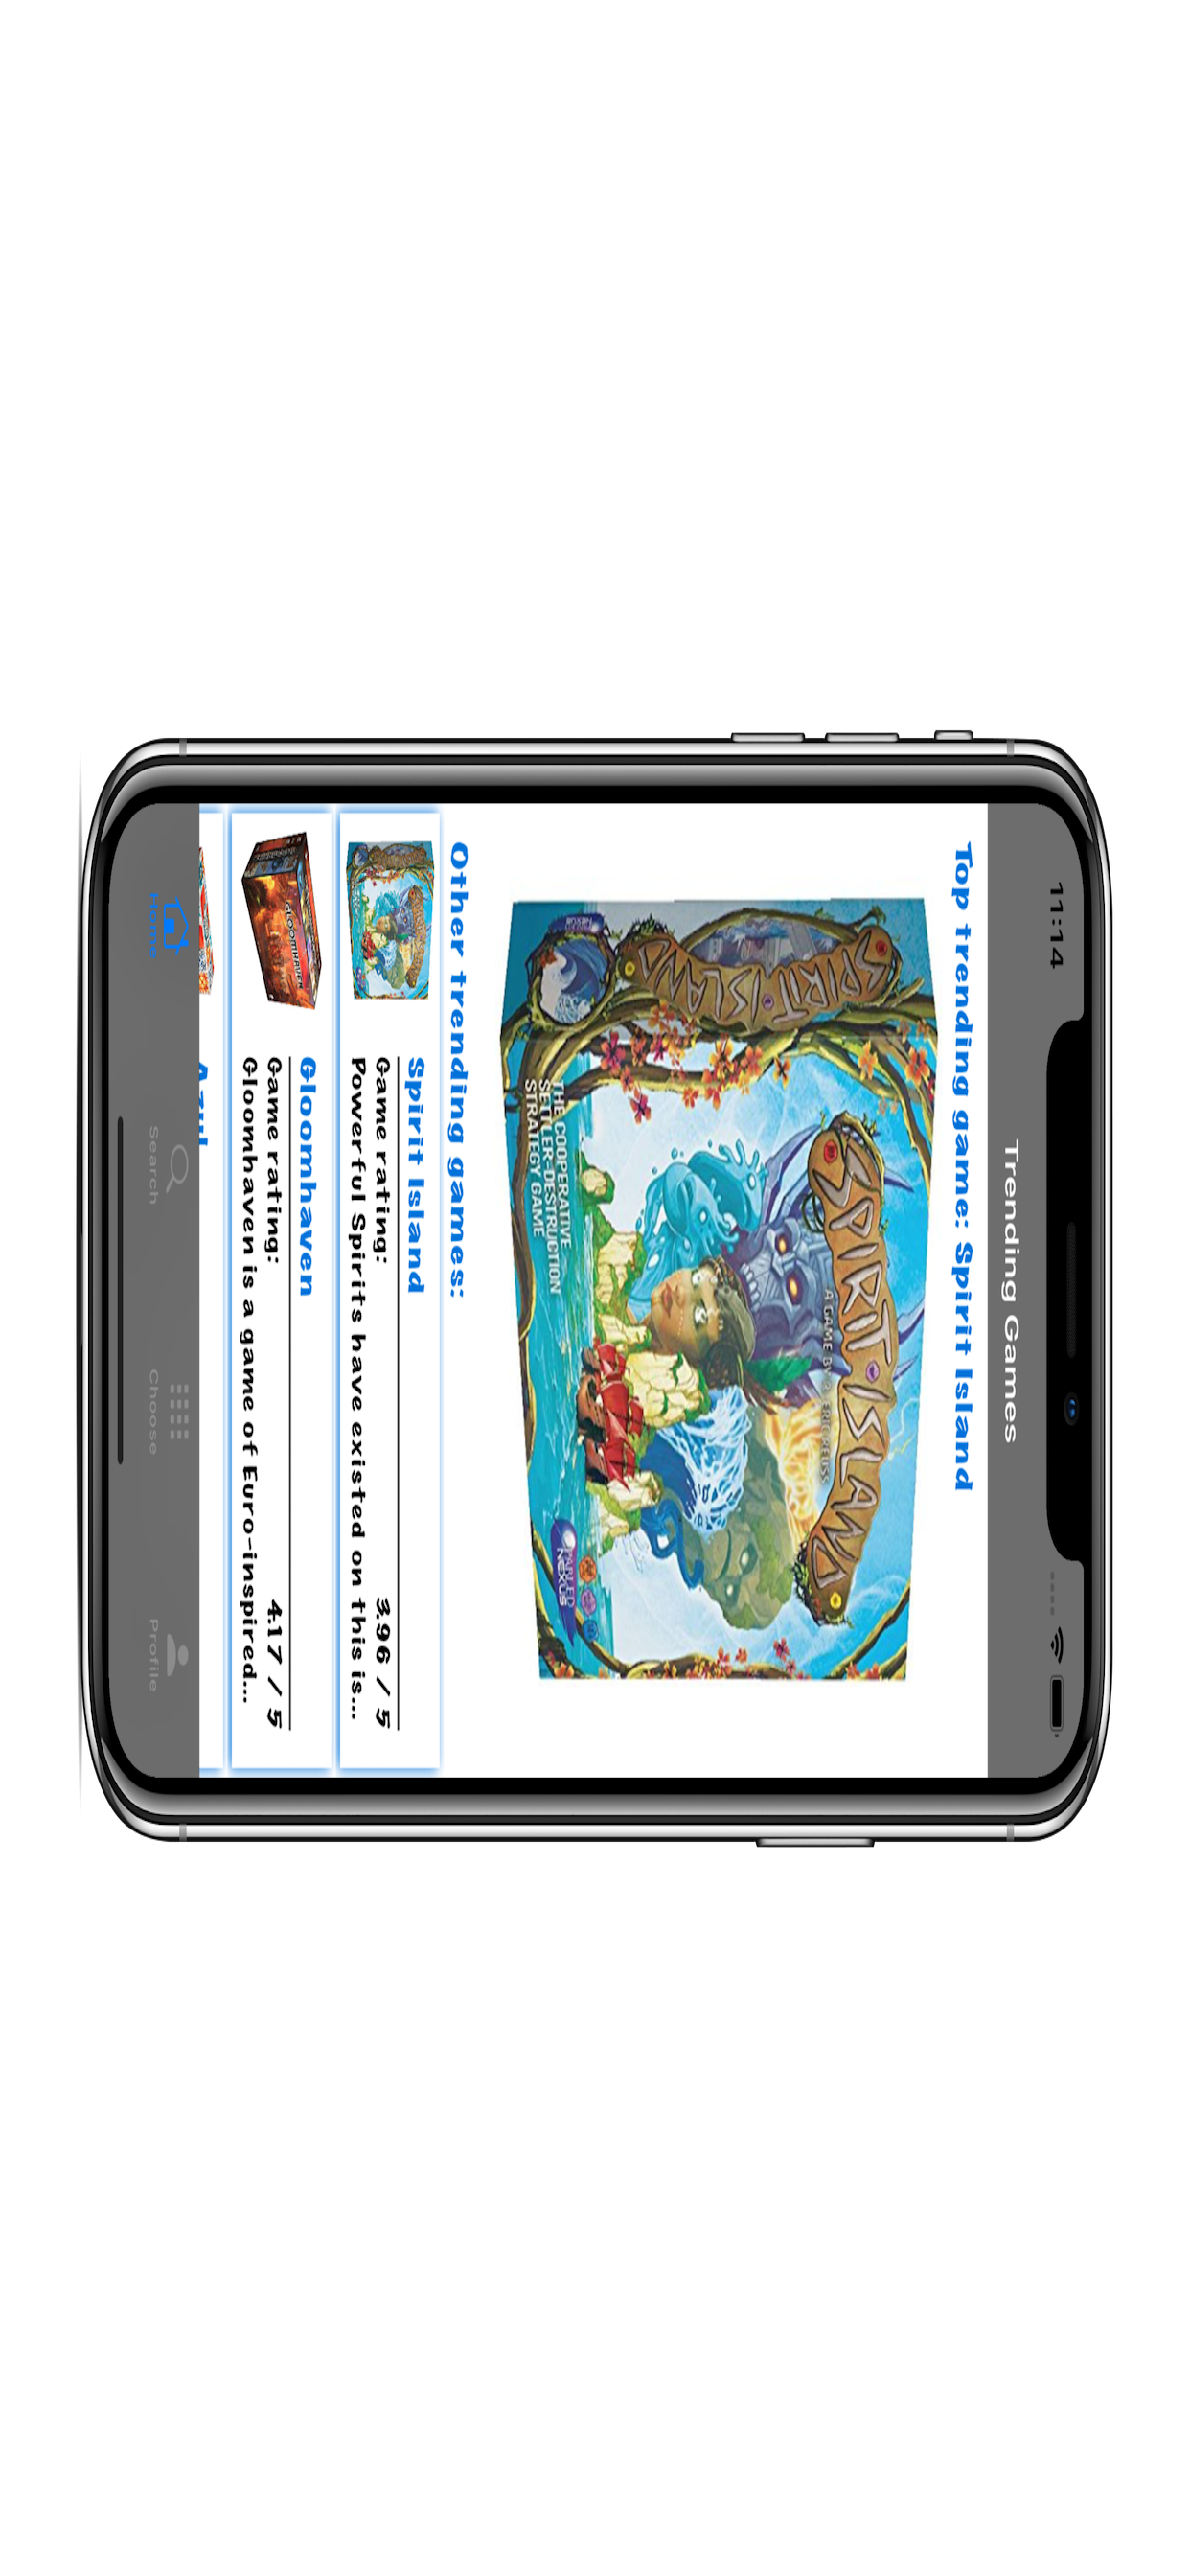 11:14
Trending Games
Top trending game: Spirit Island
SPIRIT ISLAND
SPIRIT ISLAND
THE COOPERATIVE
SETTLER-DESTRUCTION
STRATEGY GAME
Other trending games:
Spirit Island
Game rating: 3.96 / 5
Powerful Spirits have existed on this is...
GLOOMHAVEN
Gloomhaven
Game rating: 4.17 / 5
Gloomhaven is a game of Euro-inspired...
Home
Search
Choose
Profile